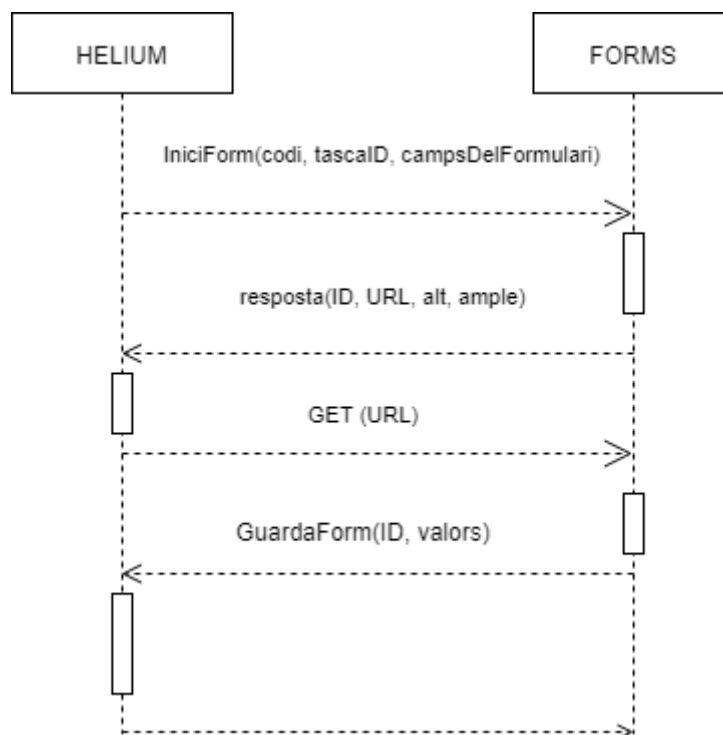 HELIUM
FORMS
IniciForm(codi, tascaID, campsDelFormulari)
resposta(ID, URL, alt, ample)
GET (URL)
GuardaForm(ID, valors)